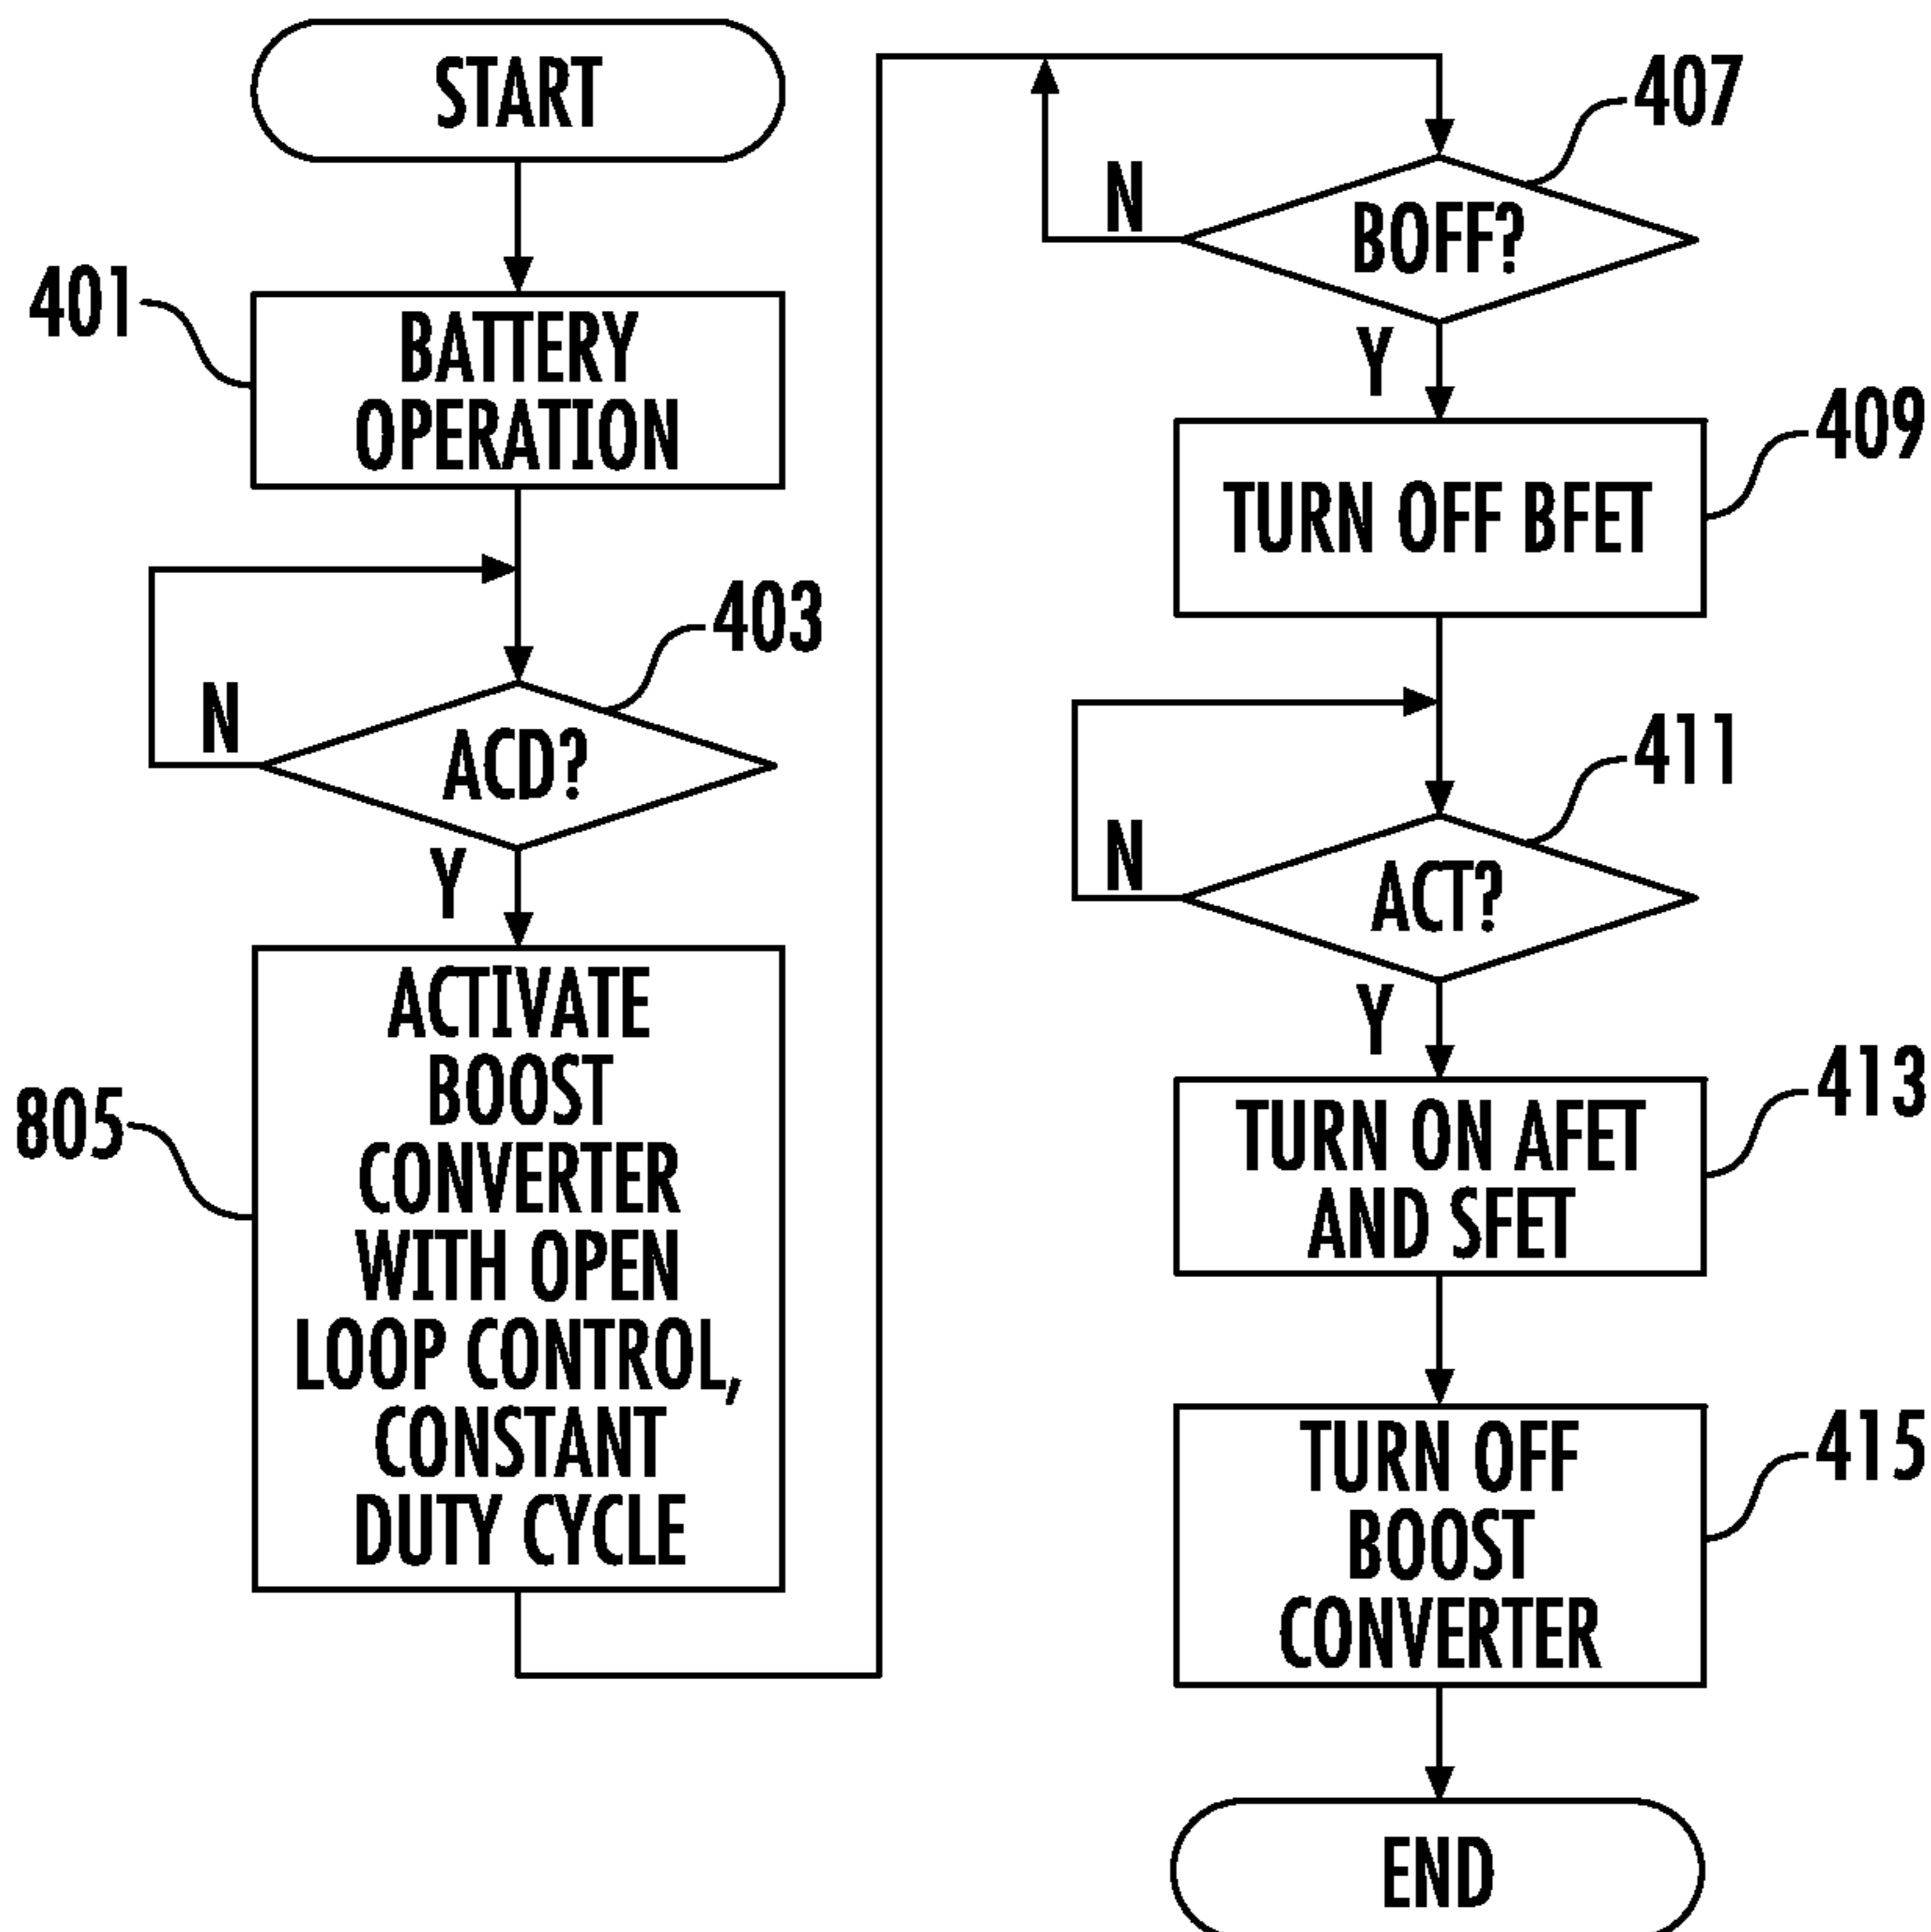 START
401
BATTERY
OPERATION
403
N
ACD?
Y
805
ACTIVATE
BOOST
CONVERTER
WITH OPEN
LOOP CONTROL,
CONSTANT
DUTY CYCLE
407
N
BOFF?
Y
409
TURN OFF BFET
411
N
ACT?
Y
413
TURN ON AFET
AND SFET
415
TURN OFF
BOOST
CONVERTER
END